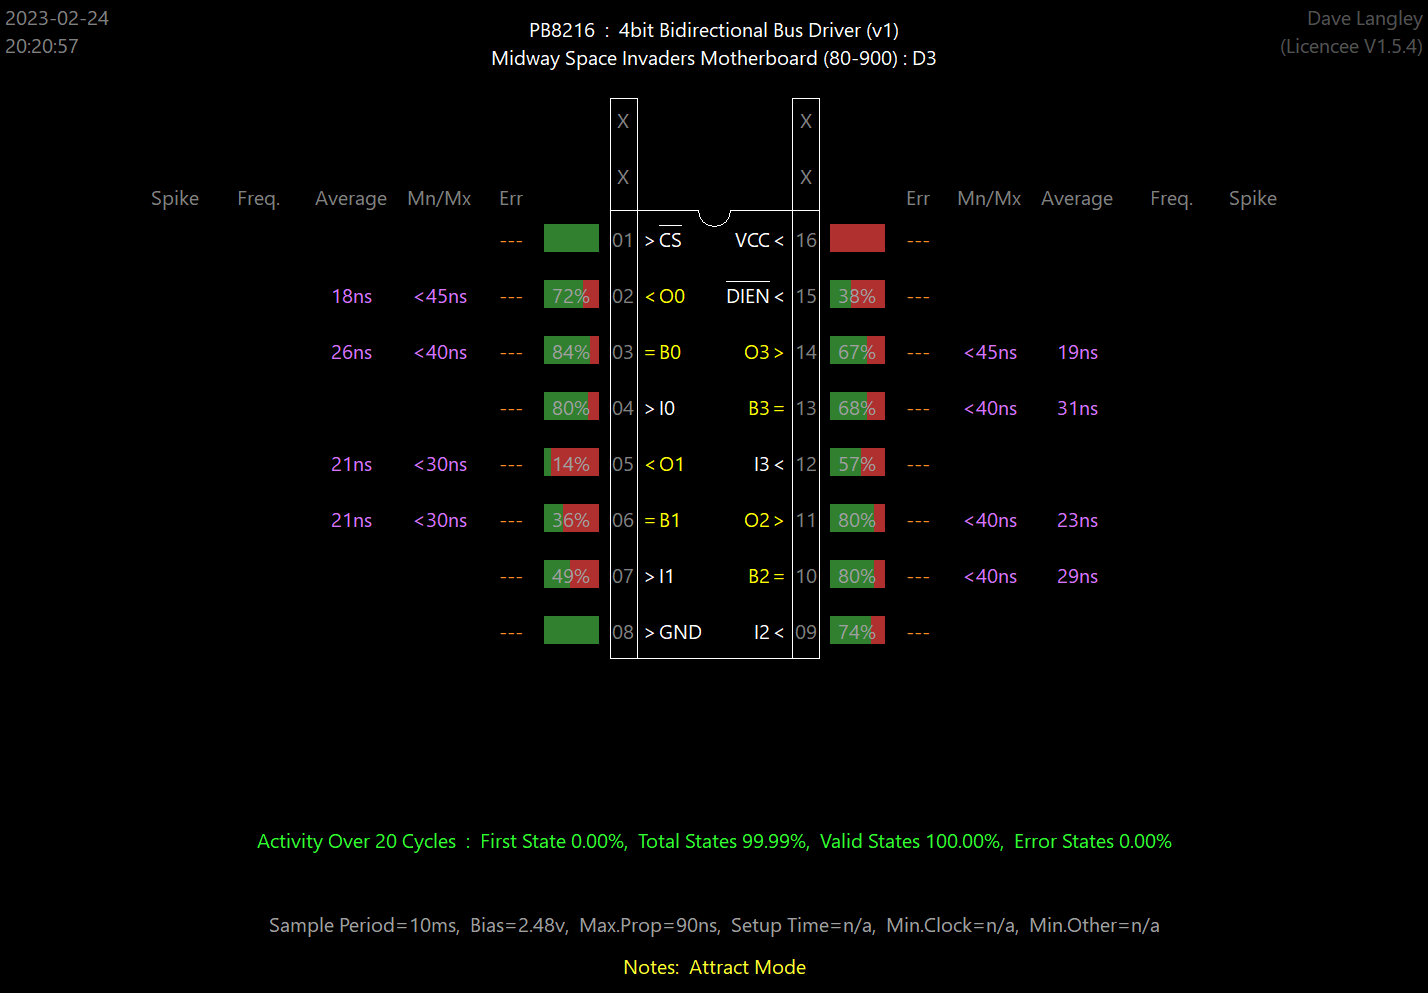 2023-02-24
20:20:57
PB8216 : 4bit Bidirectional Bus Driver (v1)
Midway Space Invaders Motherboard (80-900) : D3
Dave Langley
(Licencee V1.5.4)
X X
X X
Spike Freq. Average Mn/Mx Err Err Mn/Mx Average Freq. Spike
--- 01 > CS VCC < 16 ---
18ns <45ns --- 72% 02 < O0 DIEN < 15 38% ---
26ns <40ns --- 84% 03 = B0 O3 > 14 67% --- <45ns 19ns
--- 80% 04 > I0 B3 = 13 68% --- <40ns 31ns
21ns <30ns --- 14% 05 < O1 I3 < 12 57% ---
21ns <30ns --- 36% 06 = B1 O2 > 11 80% --- <40ns 23ns
--- 49% 07 > I1 B2 = 10 80% --- <40ns 29ns
--- 08 > GND I2 < 09 74% ---
Activity Over 20 Cycles : First State 0.00%, Total States 99.99%, Valid States 100.00%, Error States 0.00%
Sample Period=10ms, Bias=2.48v, Max.Prop=90ns, Setup Time=n/a, Min.Clock=n/a, Min.Other=n/a
Notes: Attract Mode